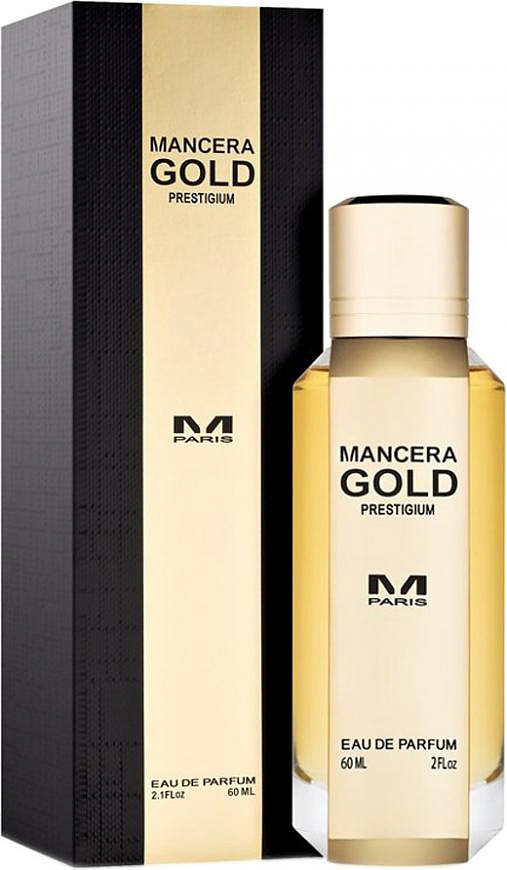 MANCERA
GOLD
PRESTIGIUM
M
PARIS
EAU DE PARFUM
2.1FLoz 60 ML
MANCERA
GOLD
PRESTIGIUM
M
PARIS
EAU DE PARFUM
60 ML 2FLoz